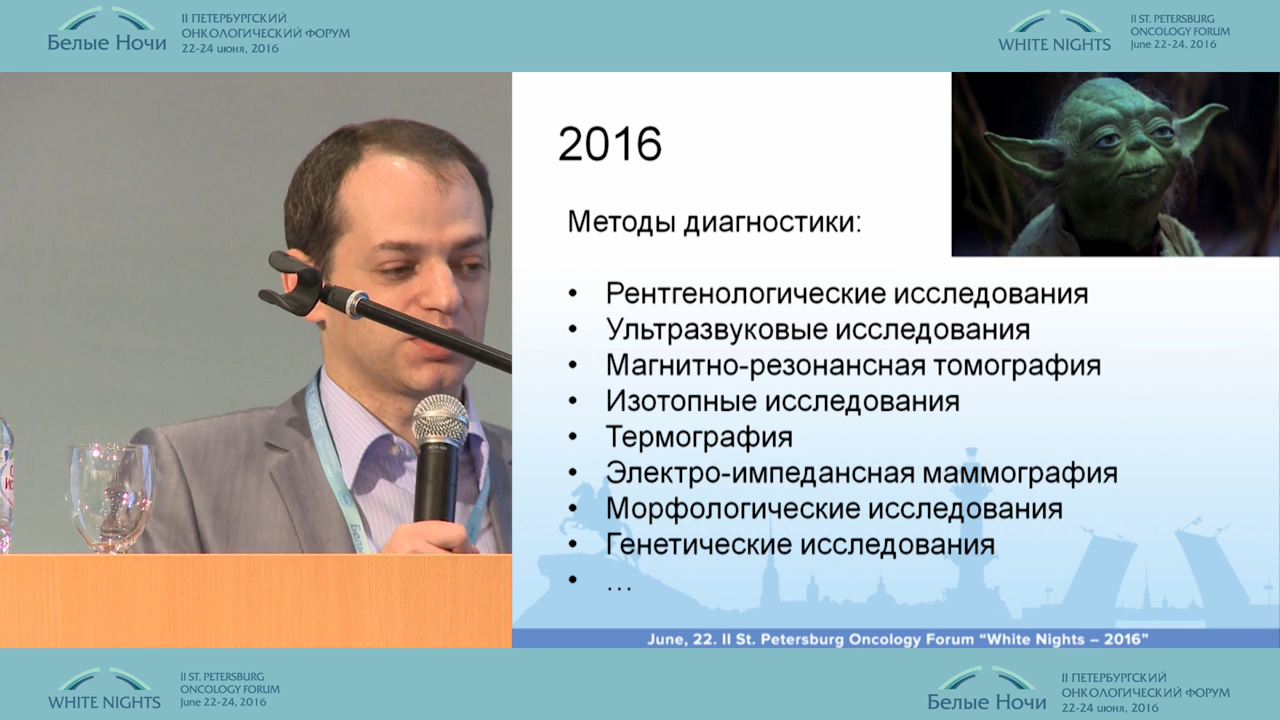 Белые Ночи
II ПЕТЕРБУРГСКИЙ
ОНКОЛОГИЧЕСКИЙ ФОРУМ
22-24 июня, 2016
WHITE NIGHTS
II ST. PETERSBURG
ONCOLOGY FORUM
June 22-24, 2016
2016
Методы диагностики:
• Рентгенологические исследования
• Ультразвуковые исследования
• Магнитно-резонансная томография
• Изотопные исследования
• Термография
• Электро-импедансная маммография
• Морфологические исследования
• Генетические исследования
• ...
June, 22. II St. Petersburg Oncology Forum “White Nights – 2016”
WHITE NIGHTS
II ST. PETERSBURG
ONCOLOGY FORUM
June 22-24, 2016
Белые Ночи
II ПЕТЕРБУРГСКИЙ
ОНКОЛОГИЧЕСКИЙ ФОРУМ
22-24 июня, 2016